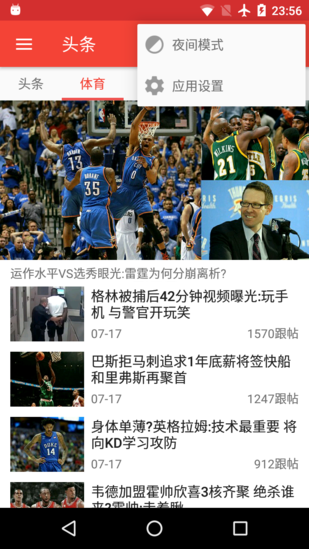 23:56
头条
夜间模式
应用设置
头条
体育
WILKINS
21
13
35
0
运作水平VS选秀眼光:雷霆为何分崩离析?
格林被捕后42分钟视频曝光:玩手
机 与警官开玩笑
07-17
1570跟帖
巴斯拒马刺追求1年底薪将签快船
和里弗斯再聚首
07-17
1247跟帖
身体单薄?英格拉姆:技术最重要 将
向KD学习攻防
07-17
912跟帖
DUKE
14
韦德加盟霍帅欣喜3核齐聚 绝杀谁